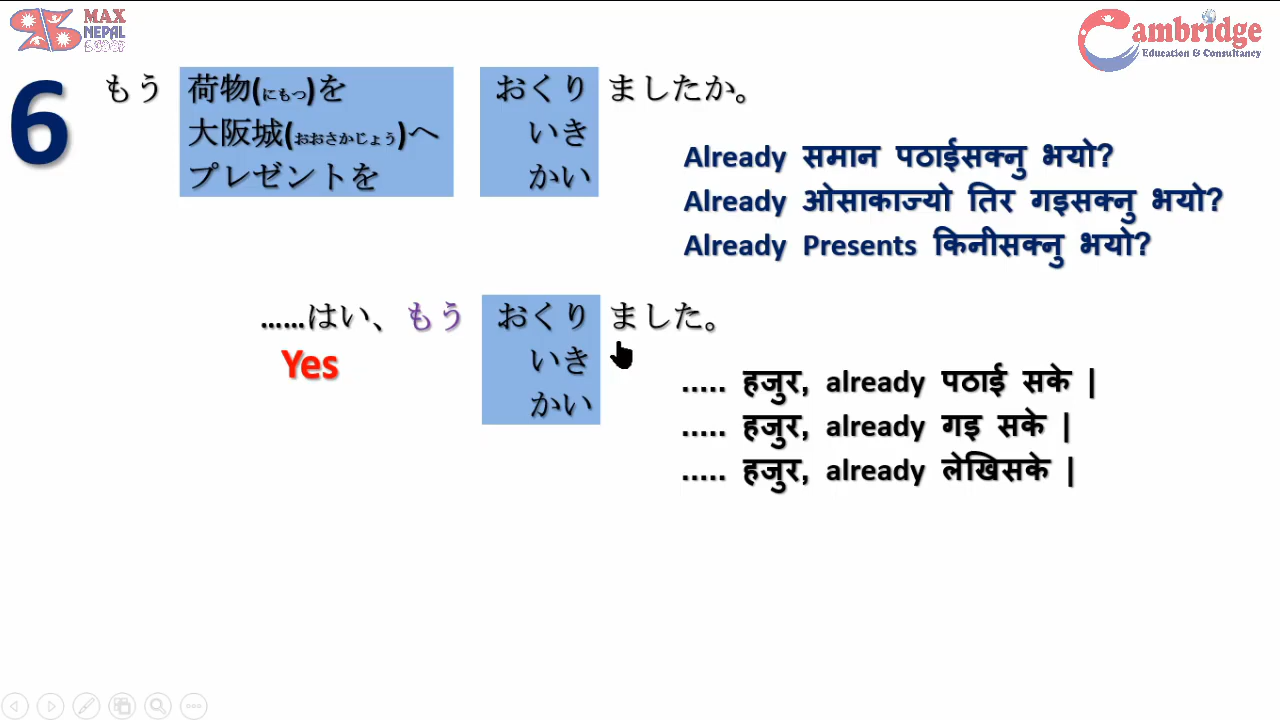 MAX
NEPAL
Cambridge
Education & Consultancy
6
もう 荷物(にもつ)を おくり ましたか。
大阪城(おおさかじょう)へ いき
プレゼントを かい
Already समान पठाईसक्नु भयो?
Already ओसाकाज्यो तिर गइसक्नु भयो?
Already Presents किनीसक्नु भयो?
......はい、もう おくり ました。
いき
かい
Yes
..... हजुर, already पठाई सके |
..... हजुर, already गइ सके |
..... हजुर, already लेखिसके |